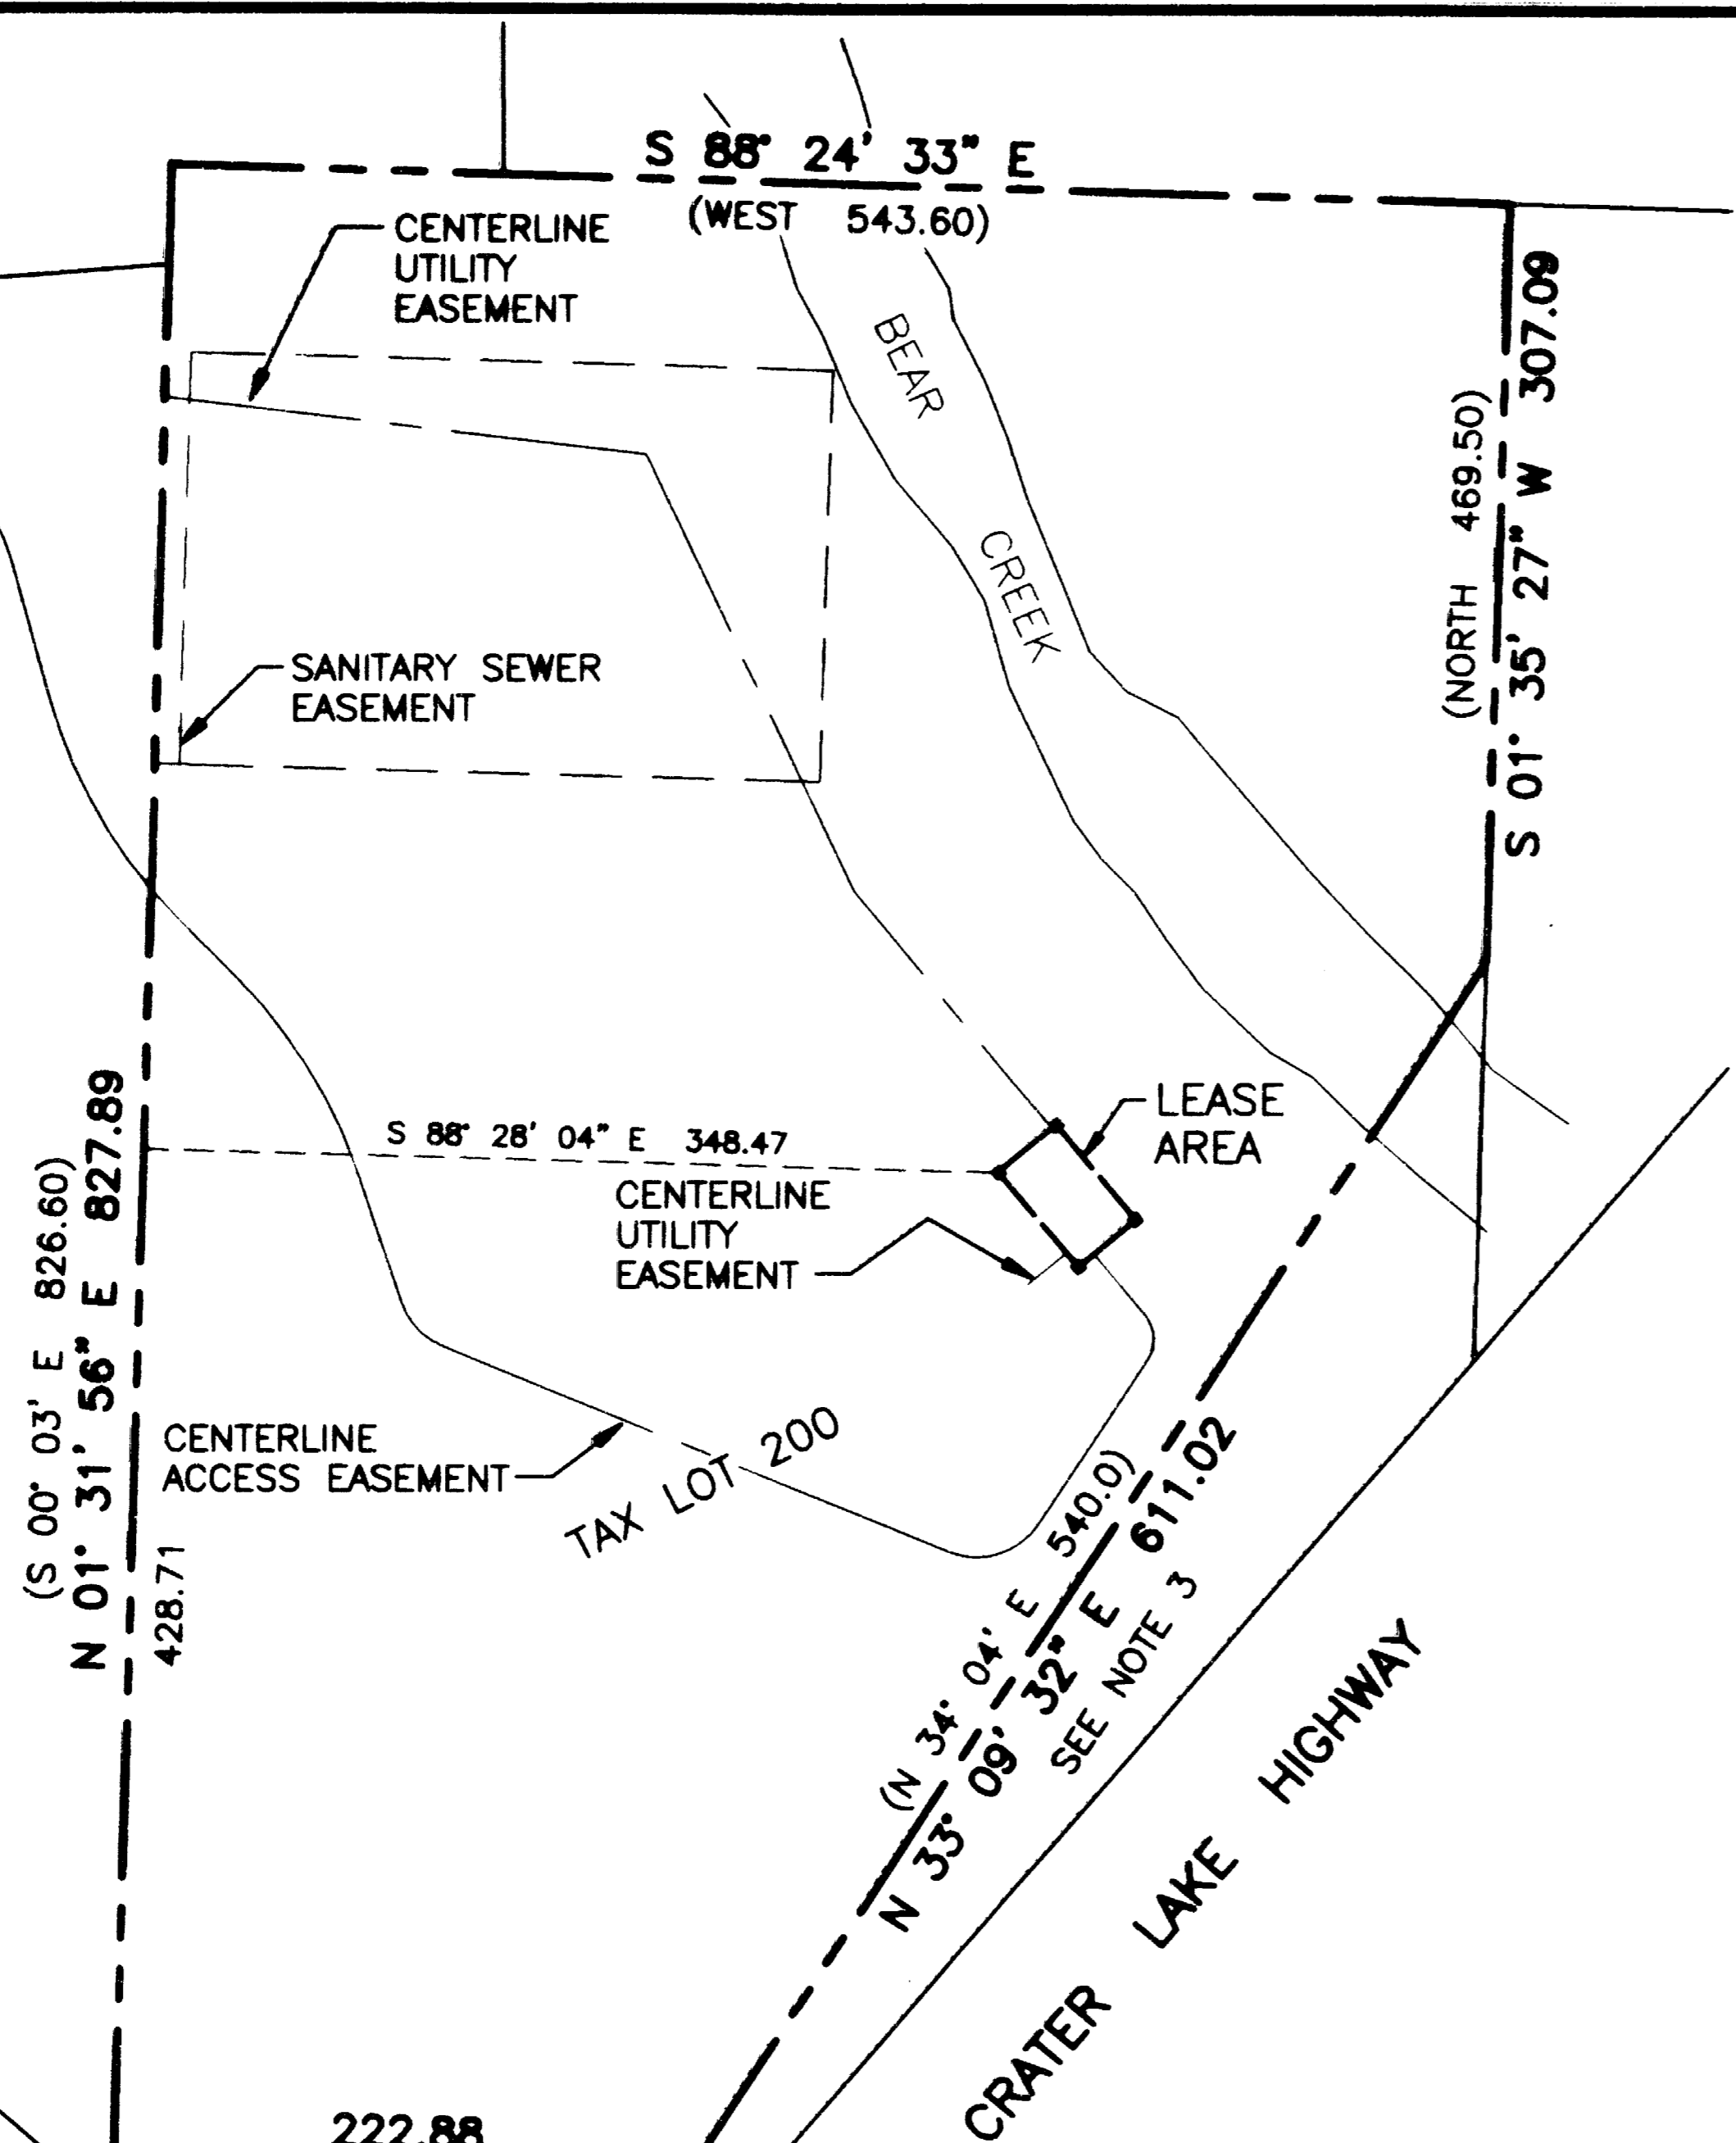 S 88° 24' 33" E
(WEST 543.60)
CENTERLINE
UTILITY
EASEMENT
BEAR
CREEK
(NORTH 469.50)
S 01° 35' 27" W 307.09
SANITARY SEWER
EASEMENT
S 88° 28' 04" E 348.47
LEASE
AREA
CENTERLINE
UTILITY
EASEMENT
(S 00° 03' E 826.60)
N 01° 31' 56" E 827.89
428.71
CENTERLINE
ACCESS EASEMENT
TAX LOT 200
(N 34° 04' E 540.0)
N 33° 09' 32" E 611.02
SEE NOTE 3
CRATER LAKE HIGHWAY
222.88